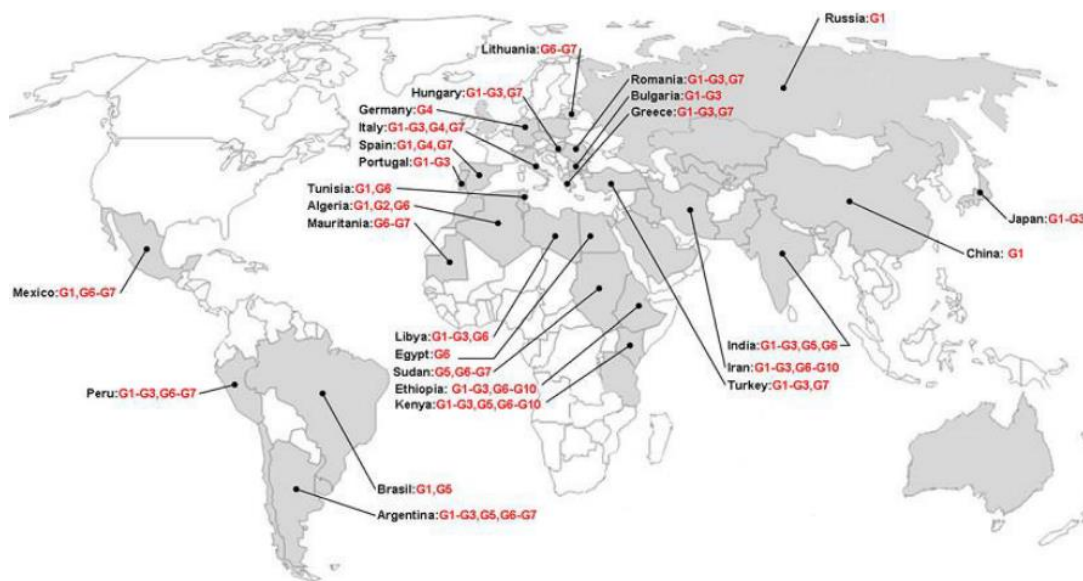 Russia:G1
Lithuania:G6-G7
Romania:G1-G3,G7
Hungary:G1-G3,G7
Bulgaria:G1-G3
Germany:G4
Greece:G1-G3,G7
Italy:G1-G3,G4,G7
Spain:G1,G4,G7
Portugal:G1-G3
Tunisia:G1,G6
Algeria:G1,G2,G6
Mauritania:G6-G7
Japan:G1-G3
China: G1
Mexico:G1,G6-G7
Libya:G1-G3,G6
Egypt:G6
Sudan:G5,G6-G7
Ethiopia: G1-G3,G6-G10
Kenya:G1-G3,G5,G6-G10
India:G1-G3,G5,G6
Iran:G1-G3,G6-G10
Turkey:G1-G3,G7
Peru:G1-G3,G6-G7
Brasil:G1,G5
Argentina:G1-G3,G5,G6-G7